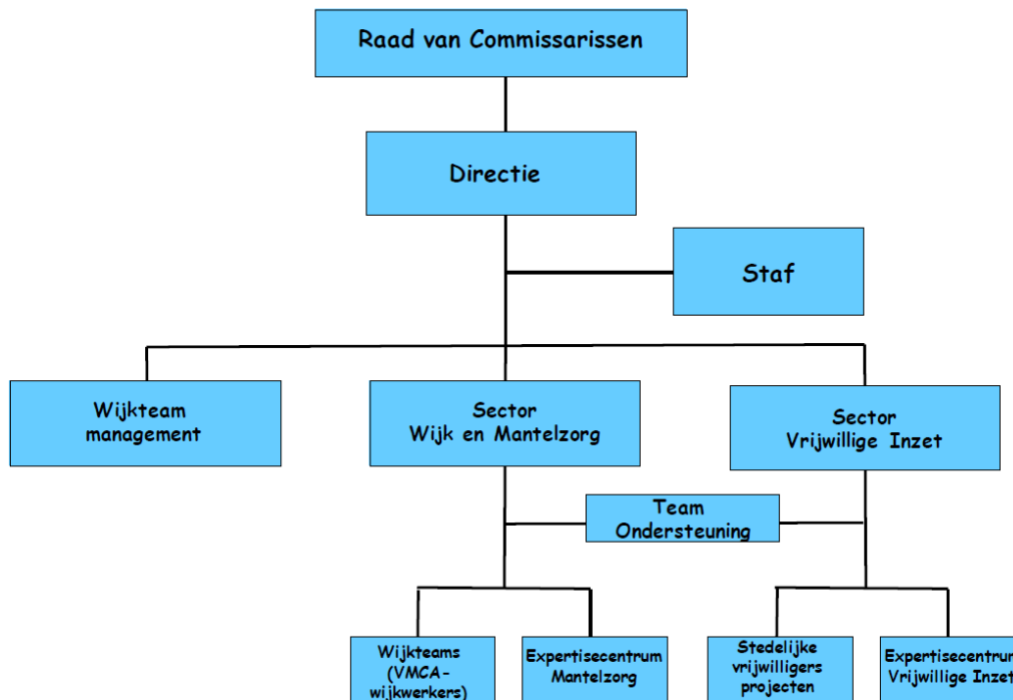 Raad van Commissarissen
Directie
Staf
Wijkteam
management
Sector
Wijk en Mantelzorg
Sector
Vrijwillige Inzet
Team
Ondersteuning
Wijkteams
(VMCA-
wijkwerkers)
Expertisecentrum
Mantelzorg
Stedelijke
vrijwilligers
projecten
Expertisecentrum
Vrijwillige Inzet